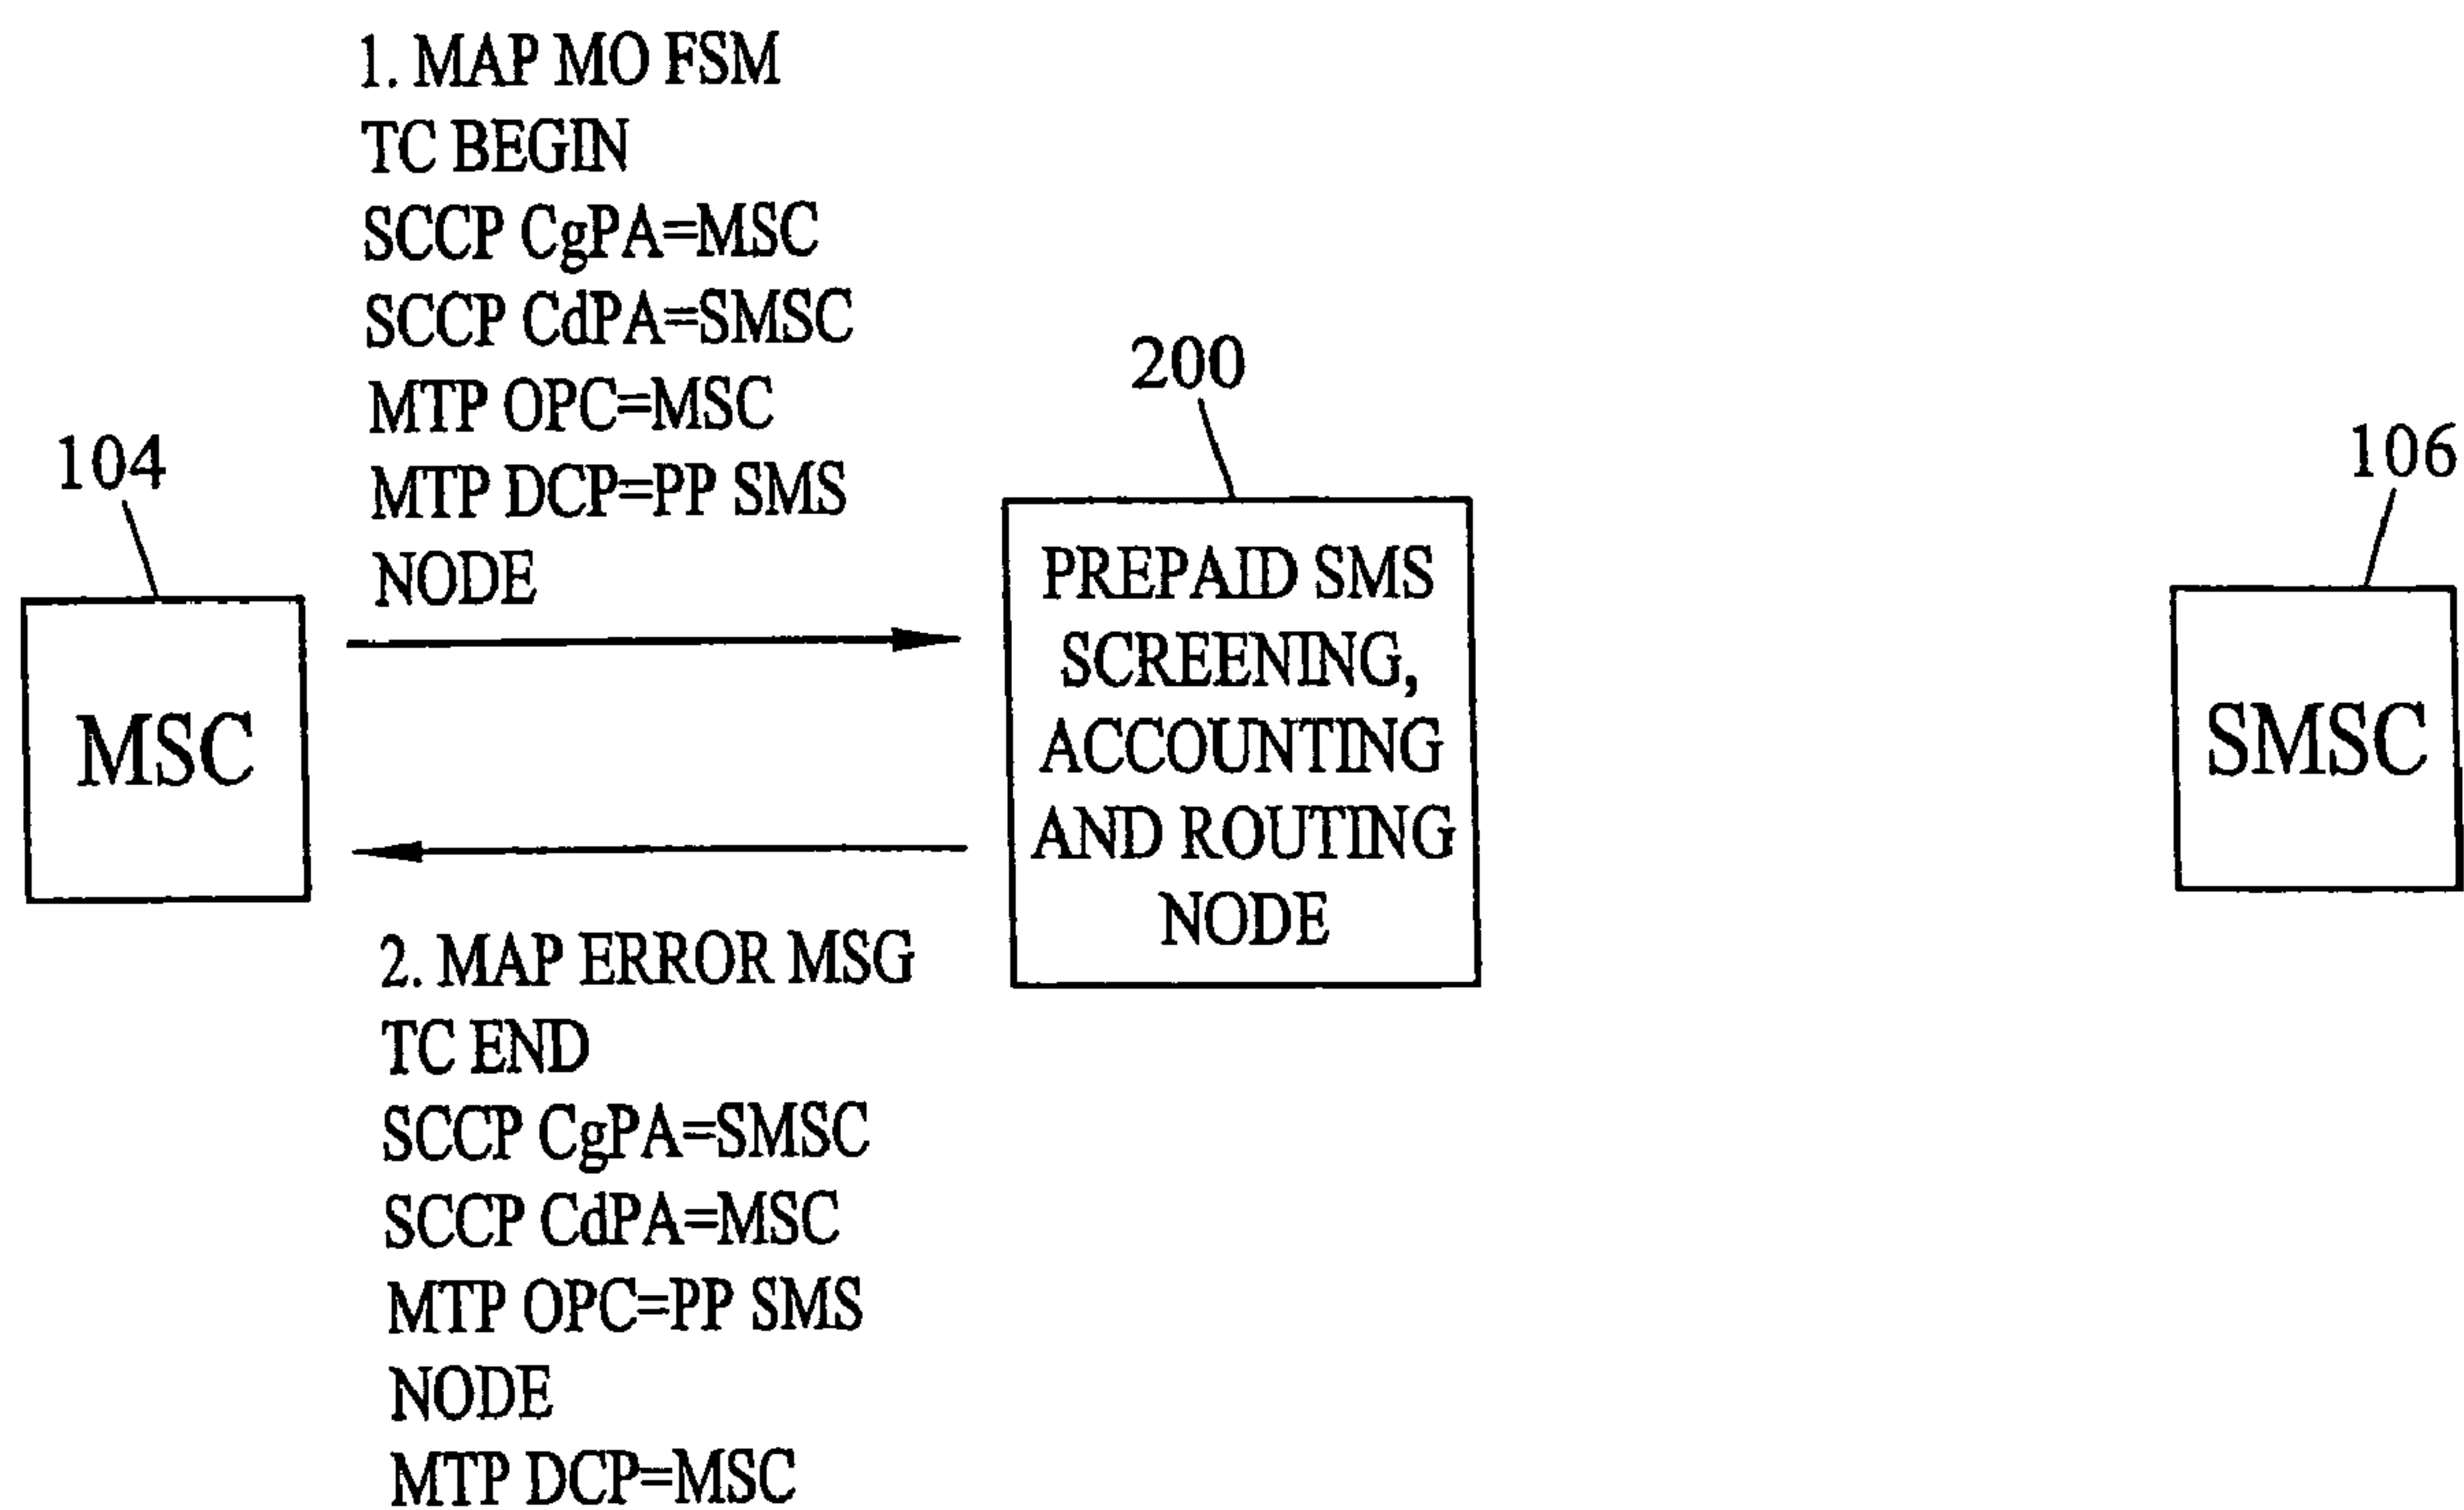 1. MAP MO FSM
TC BEGIN
SCCP CgPA=MSC
SCCP CdPA=SMSC
MTP OPC=MSC
MTP DCP=PP SMS
NODE
104
MSC
200
PREPAID SMS
SCREENING,
ACCOUNTING
AND ROUTING
NODE
106
SMSC
2. MAP ERROR MSG
TC END
SCCP CgPA=SMSC
SCCP CdPA=MSC
MTP OPC=PP SMS
NODE
MTP DCP=MSC